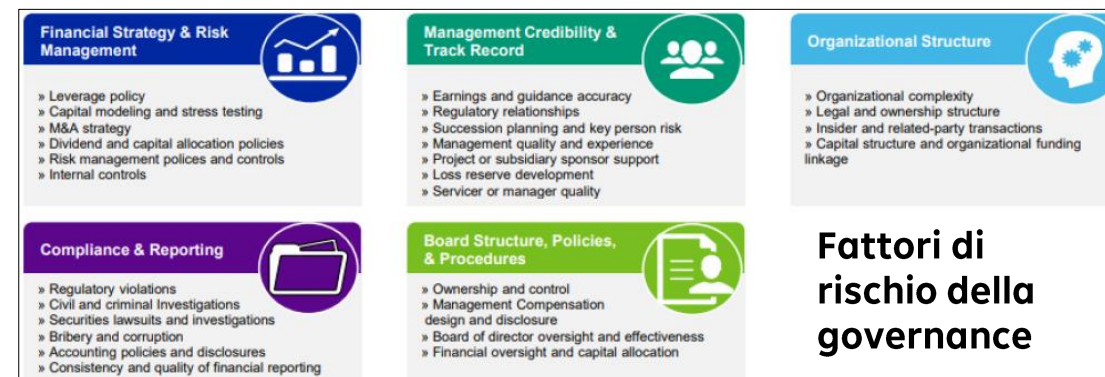 Financial Strategy & Risk
Management
» Leverage policy
» Capital modeling and stress testing
» M&A strategy
» Dividend and capital allocation policies
» Risk management polices and controls
» Internal controls
Management Credibility &
Track Record
» Earnings and guidance accuracy
» Regulatory relationships
» Succession planning and key person risk
» Management quality and experience
» Project or subsidiary sponsor support
» Loss reserve development
» Servicer or manager quality
Organizational Structure
» Organizational complexity
» Legal and ownership structure
» Insider and related-party transactions
» Capital structure and organizational funding
linkage
Compliance & Reporting
» Regulatory violations
» Civil and criminal Investigations
» Securities lawsuits and investigations
» Bribery and corruption
» Accounting policies and disclosures
» Consistency and quality of financial reporting
Board Structure, Policies,
& Procedures
» Ownership and control
» Management Compensation
design and disclosure
» Board of director oversight and effectiveness
» Financial oversight and capital allocation
Fattori di
rischio della
governance